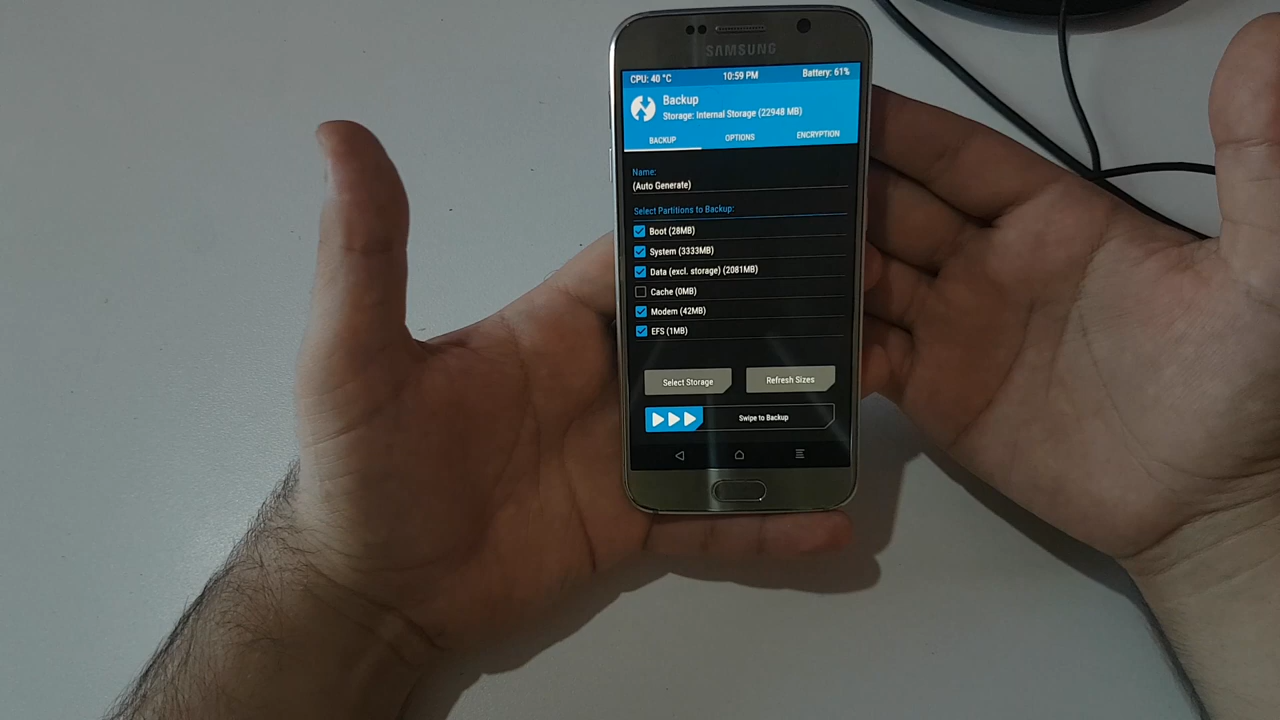 SAMSUNG
CPU: 40 °C 10:59 PM Battery: 61%
Backup
Storage: Internal Storage (22948 MB)
BACKUP OPTIONS ENCRYPTION
Name:
(Auto Generate)
Select Partitions to Backup:
Boot (28MB)
System (3333MB)
Data (excl. storage) (2081MB)
Cache (0MB)
Modem (42MB)
EFS (1MB)
Select Storage Refresh Sizes
Swipe to Backup